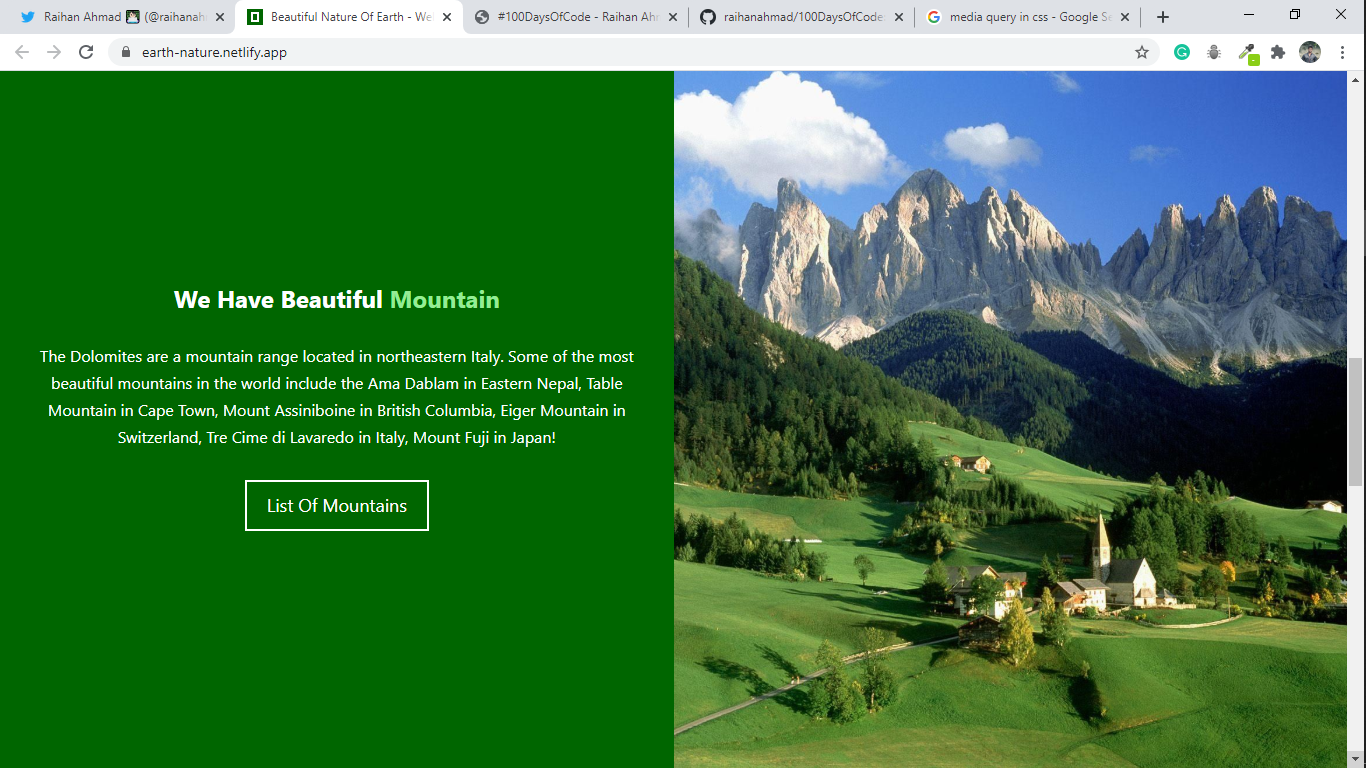 Raihan Ahmad (@raihanah
Beautiful Nature Of Earth - We
#100DaysOfCode - Raihan Ahr
raihanahmad/100DaysOfCode
media query in css - Google Se
earth-nature.netlify.app
We Have Beautiful Mountain
The Dolomites are a mountain range located in northeastern Italy. Some of the most
beautiful mountains in the world include the Ama Dablam in Eastern Nepal, Table
Mountain in Cape Town, Mount Assiniboine in British Columbia, Eiger Mountain in
Switzerland, Tre Cime di Lavaredo in Italy, Mount Fuji in Japan!
List Of Mountains